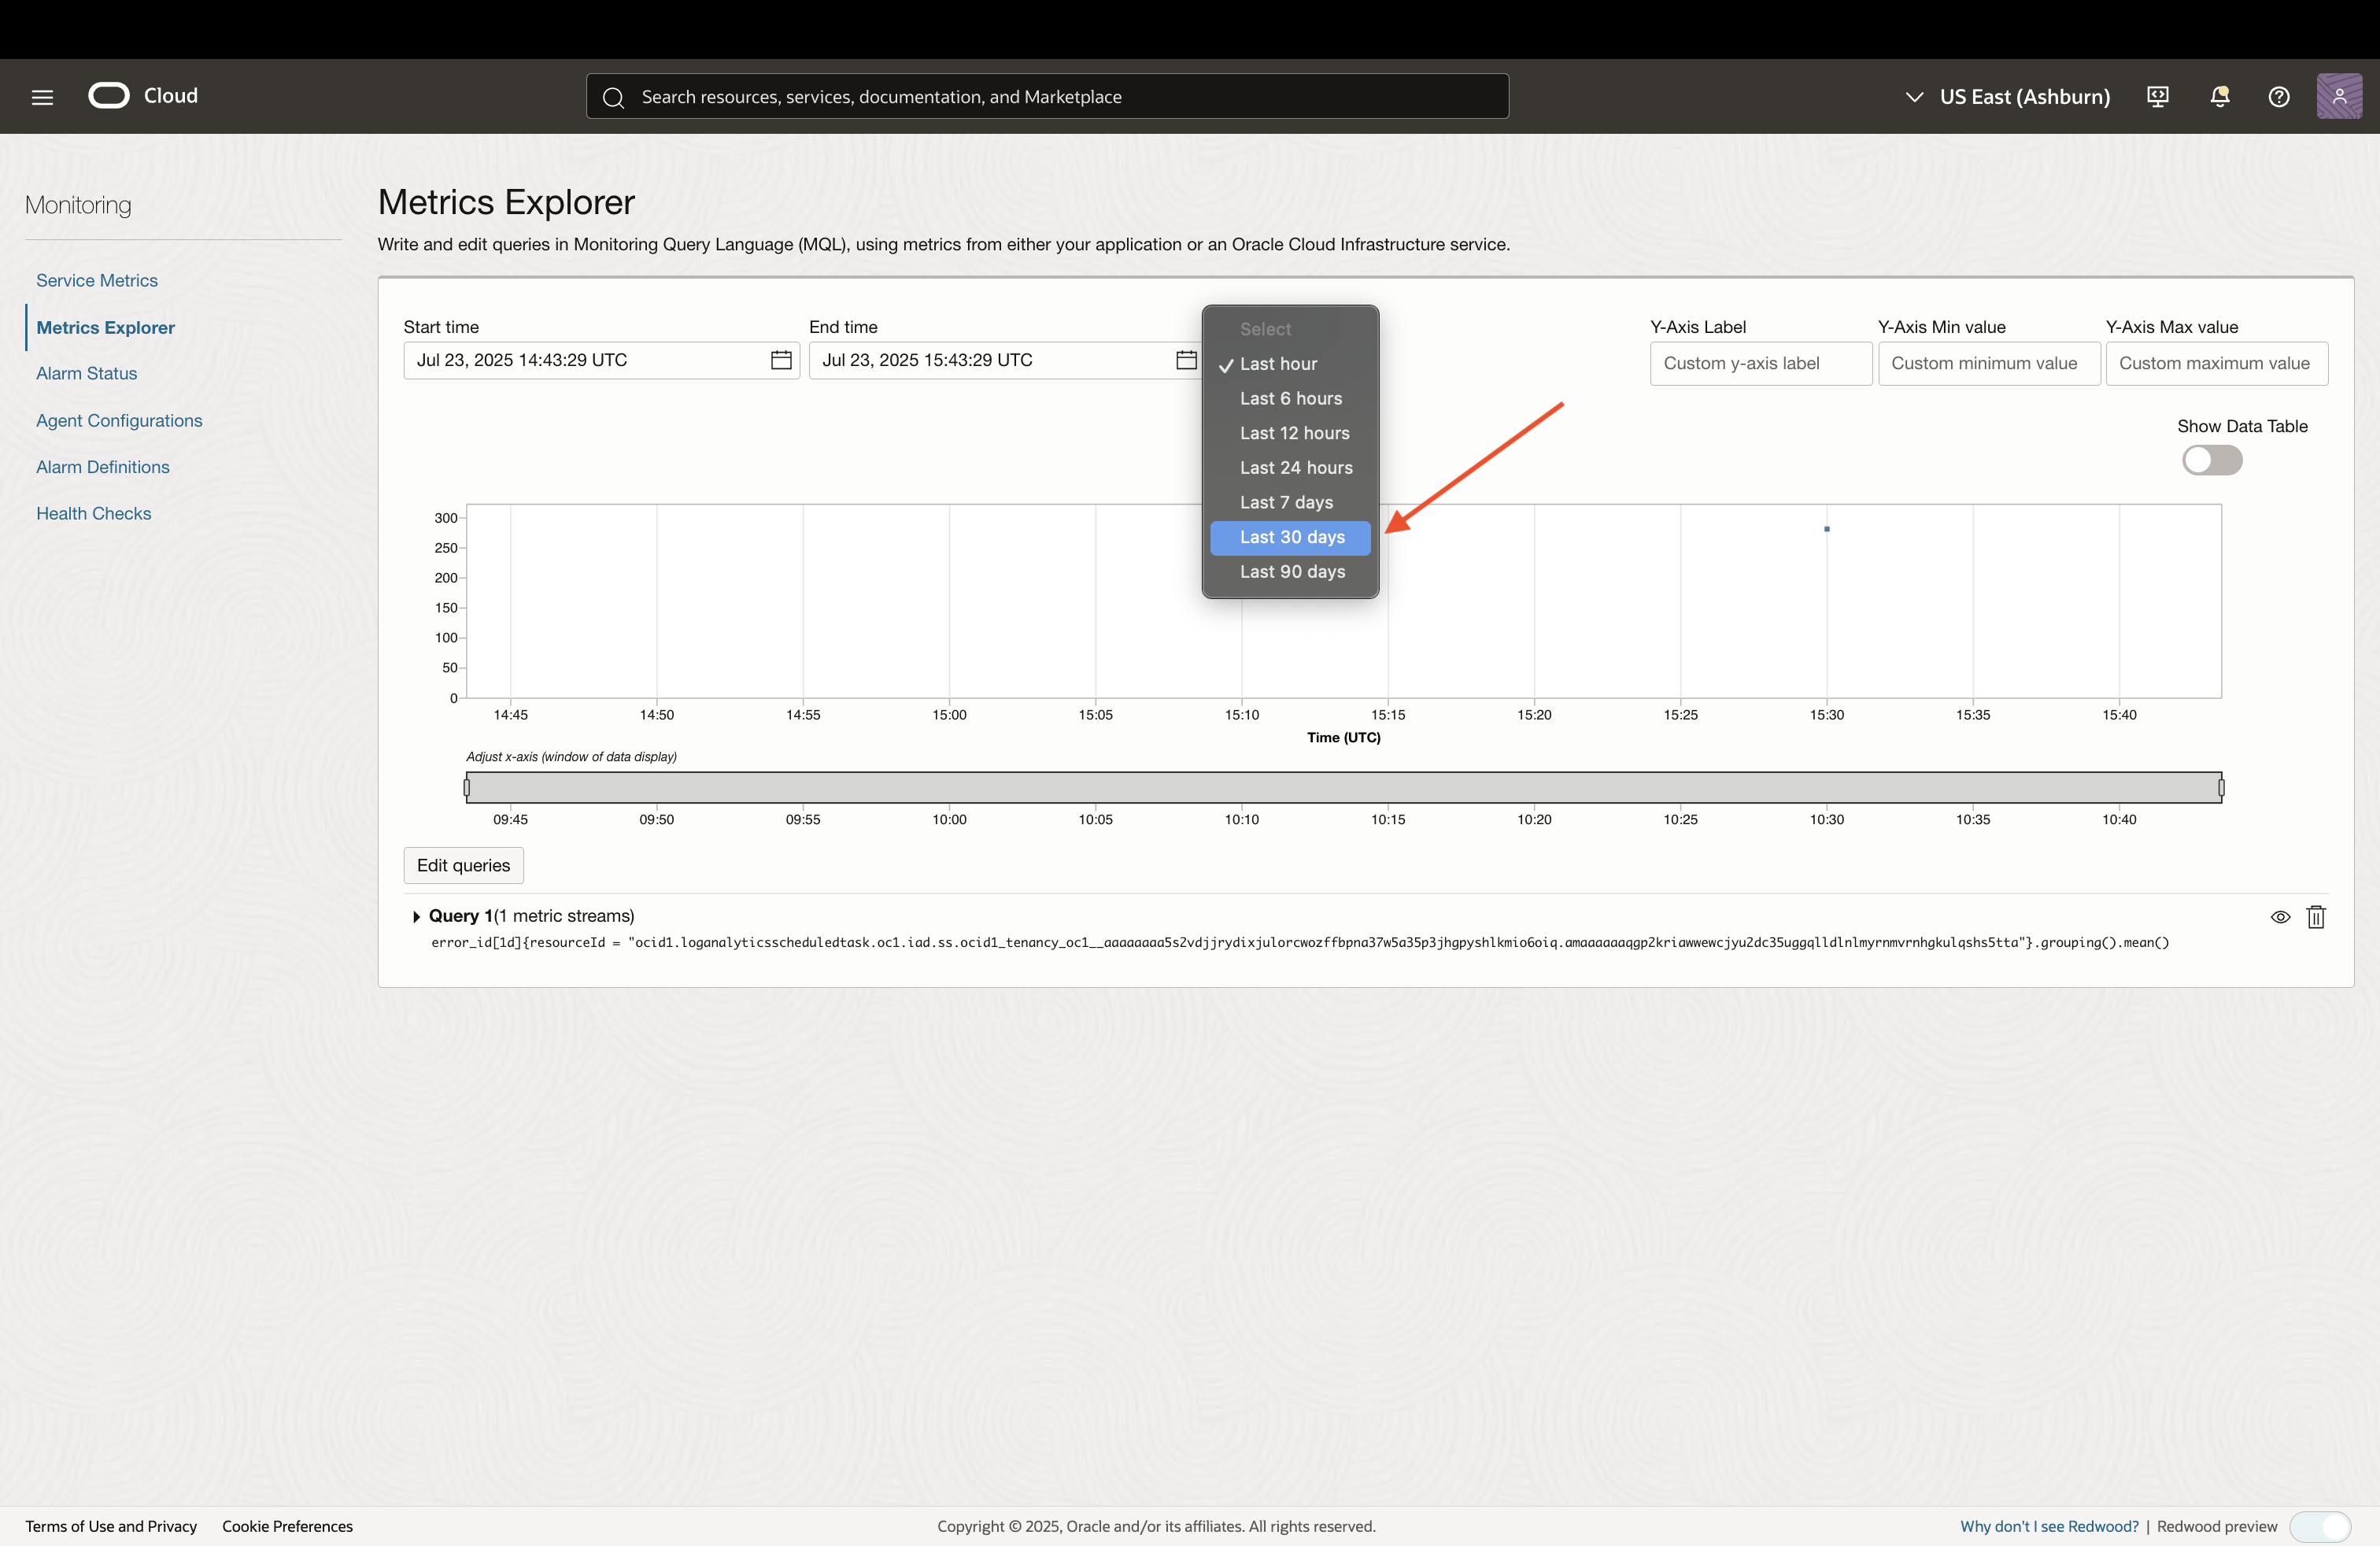 Cloud
Search resources, services, documentation, and Marketplace
US East (Ashburn)
Monitoring
Service Metrics
Metrics Explorer
Alarm Status
Agent Configurations
Alarm Definitions
Health Checks
Metrics Explorer
Write and edit queries in Monitoring Query Language (MQL), using metrics from either your application or an Oracle Cloud Infrastructure service.
Start time
Jul 23, 2025 14:43:29 UTC
End time
Jul 23, 2025 15:43:29 UTC
Select
Last hour
Last 6 hours
Last 12 hours
Last 24 hours
Last 7 days
Last 30 days
Last 90 days
Y-Axis Label
Custom y-axis label
Y-Axis Min value
Custom minimum value
Y-Axis Max value
Custom maximum value
Show Data Table
300
250
200
150
100
50
0
14:45 14:50 14:55 15:00 15:05 15:10 15:15 15:20 15:25 15:30 15:35 15:40
Time (UTC)
Adjust x-axis (window of data display)
09:45 09:50 09:55 10:00 10:05 10:10 10:15 10:20 10:25 10:30 10:35 10:40
Edit queries
Query 1(1 metric streams)
error_id[1d]{resourceId = "ocid1.loganalyticsscheduledtask.oc1.iad.ss.ocid1_tenancy_oc1__aaaaaaaa5s2vdjjrydixjulorcwozffbpna37w5a35p3jhgpyshlkmio6oiq.amaaaaaaqgp2kriawwewcjyu2dc35uggqlldlnlmyrnmvrnhgkulqshs5tta"}.grouping().mean()
Terms of Use and Privacy
Cookie Preferences
Copyright © 2025, Oracle and/or its affiliates. All rights reserved.
Why don't I see Redwood? | Redwood preview